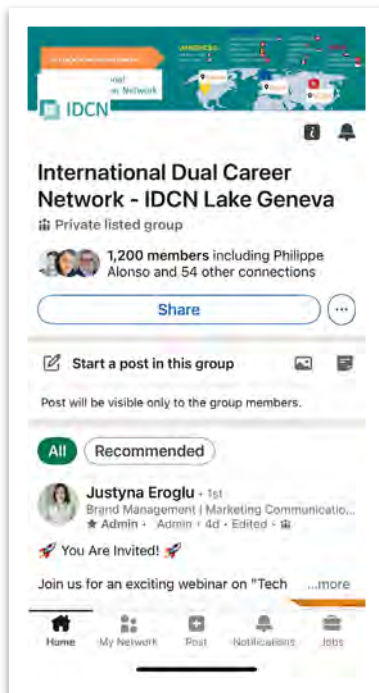 IDCN
International Dual Career
Network - IDCN Lake Geneva
Private listed group
1,200 members including Philippe
Alonso and 54 other connections
Share
Start a post in this group
Post will be visible only to the group members.
All
Recommended
Justyna Eroglu • 1st
Brand Management | Marketing Communicatio...
★ Admin • Admin • 4d • Edited •
🚀 You Are Invited! 🚀
Join us for an exciting webinar on "Tech ...more
Home
My Network
Post
Notifications
Jobs